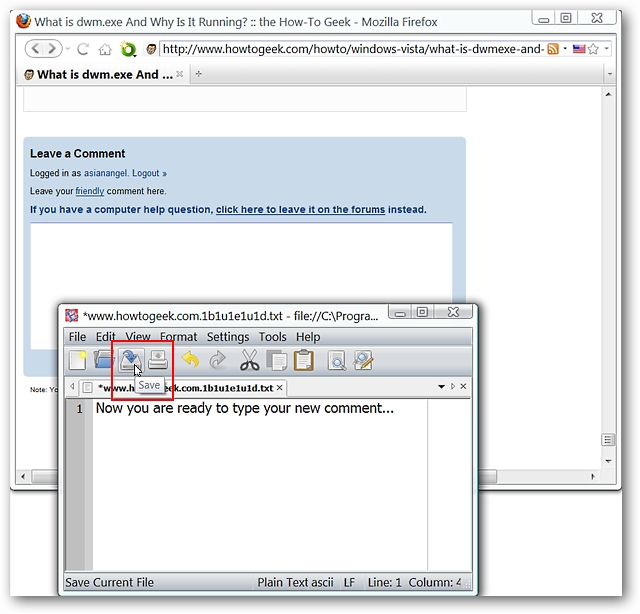 What is dwm.exe And Why Is It Running? :: the How-To Geek - Mozilla Firefox
http://www.howtogeek.com/howto/windows-vista/what-is-dwmexe-and-
What is dwm.exe And ...
Leave a Comment
Logged in as asianangel. Logout »
Leave your friendly comment here.
If you have a computer help question, click here to leave it on the forums instead.
*www.howtogeek.com.1b1u1e1u1d.txt - file://C:\Progra...
File Edit View Format Settings Tools Help
Save
Note:
*www.h geek.com.1b1u1e1u1d.txt
1 Now you are ready to type your new comment...
Save Current File Plain Text ascii LF Line: 1 Column: 4